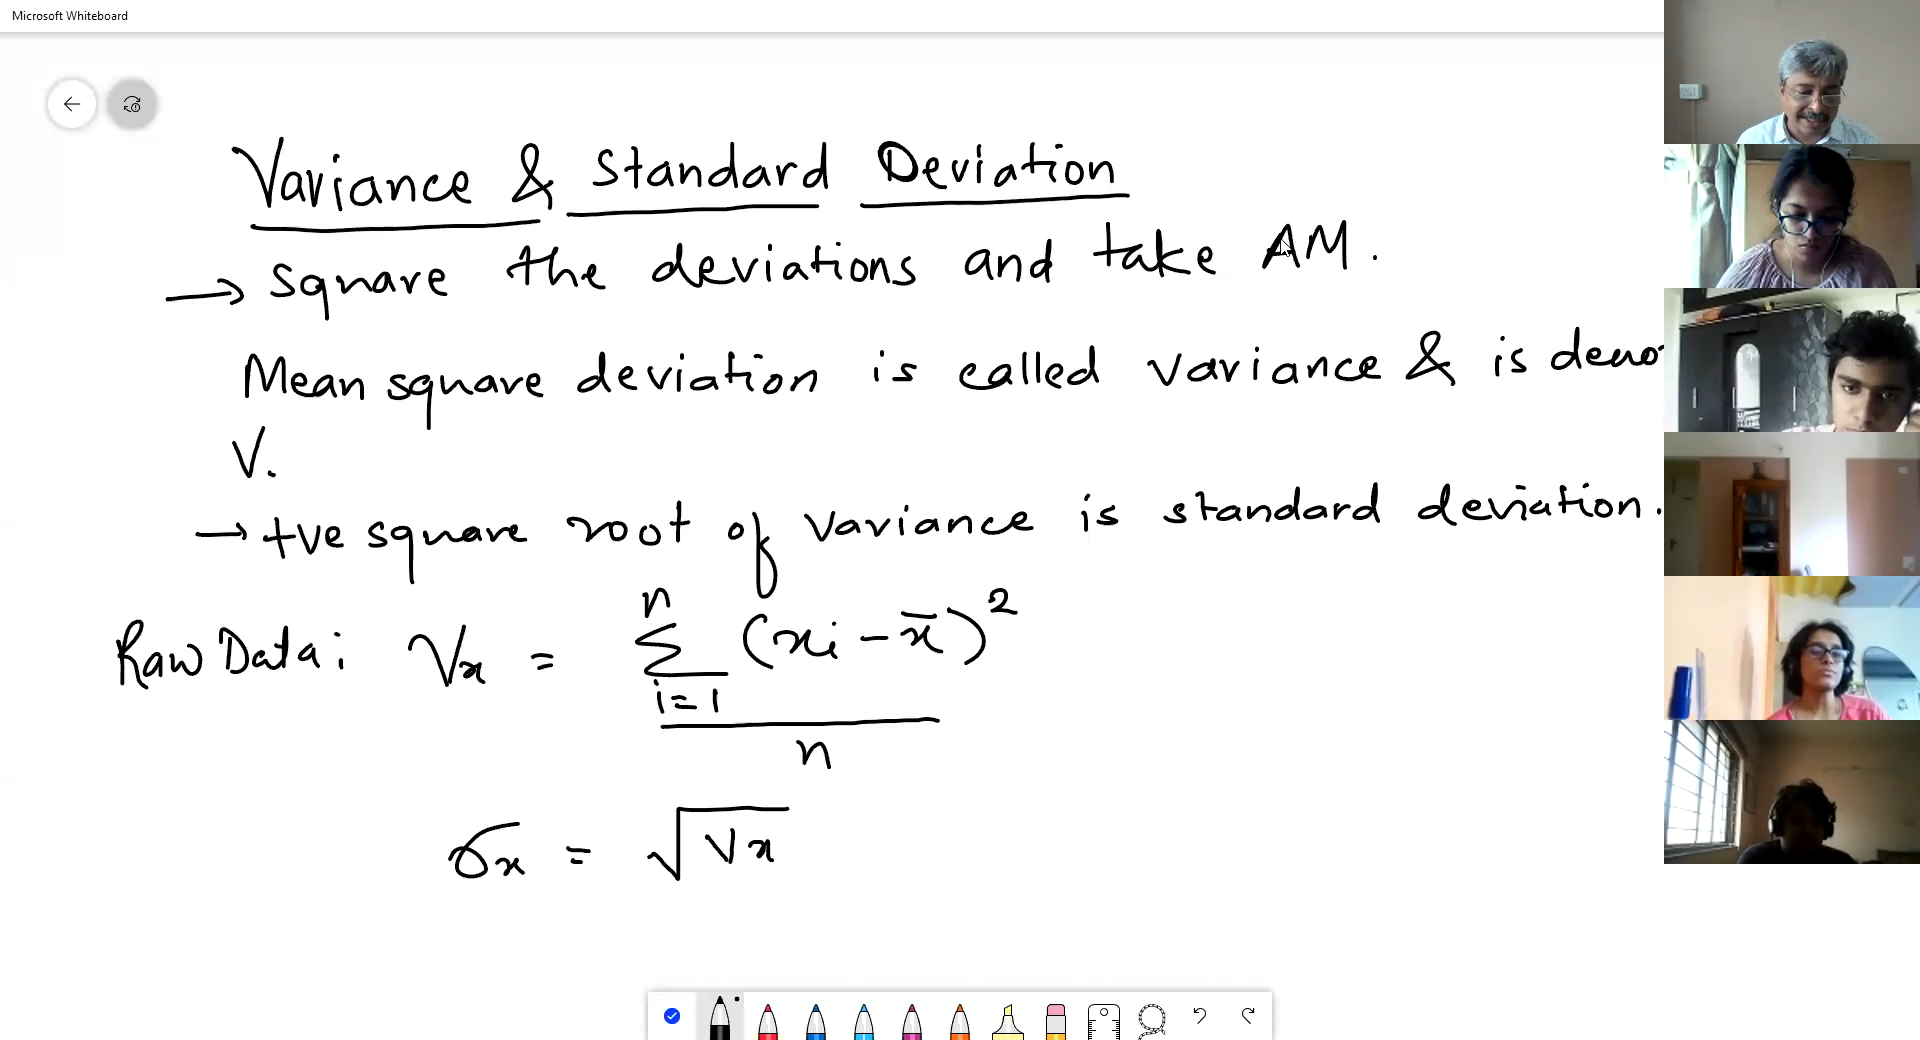 Microsoft Whiteboard
Variance & Standard Deviation
→ square the deviations and take AM.
Mean square deviation is called variance & is deno
V.
→ +ve square root of variance is standard deviation.
Raw Data: Vx = n∑i=1 (xi - x̄)² / n
σx = √Vx